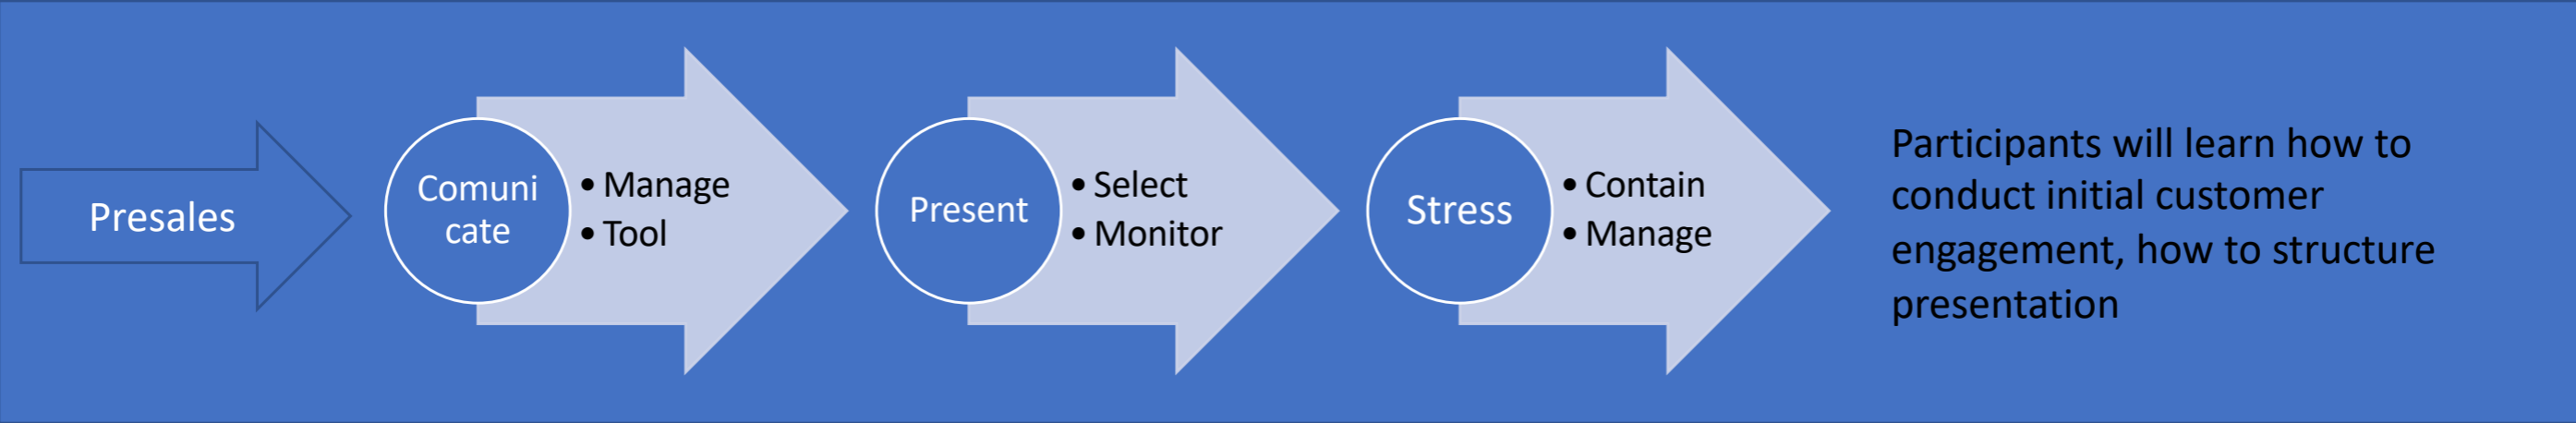 Presales
Comuni
cate
• Manage
• Tool
Present
• Select
• Monitor
Stress
• Contain
• Manage
Participants will learn how to
conduct initial customer
engagement, how to structure
presentation